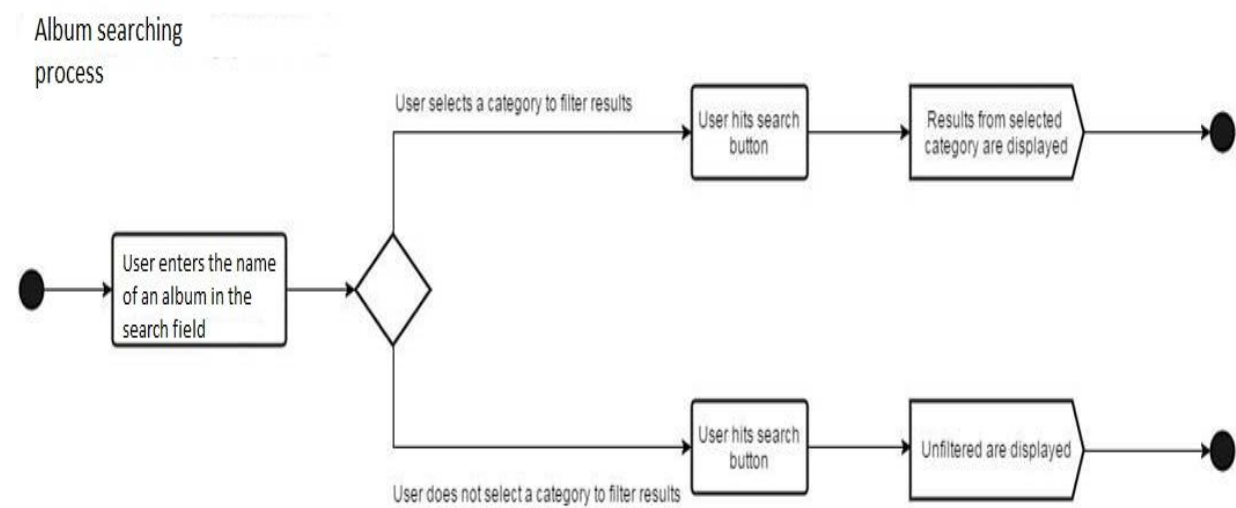 Album searching
process
User selects a category to filter results
User hits search
button
Results from selected
category are displayed
User enters the name
of an album in the
search field
User hits search
button
Unfiltered are displayed
User does not select a category to filter results